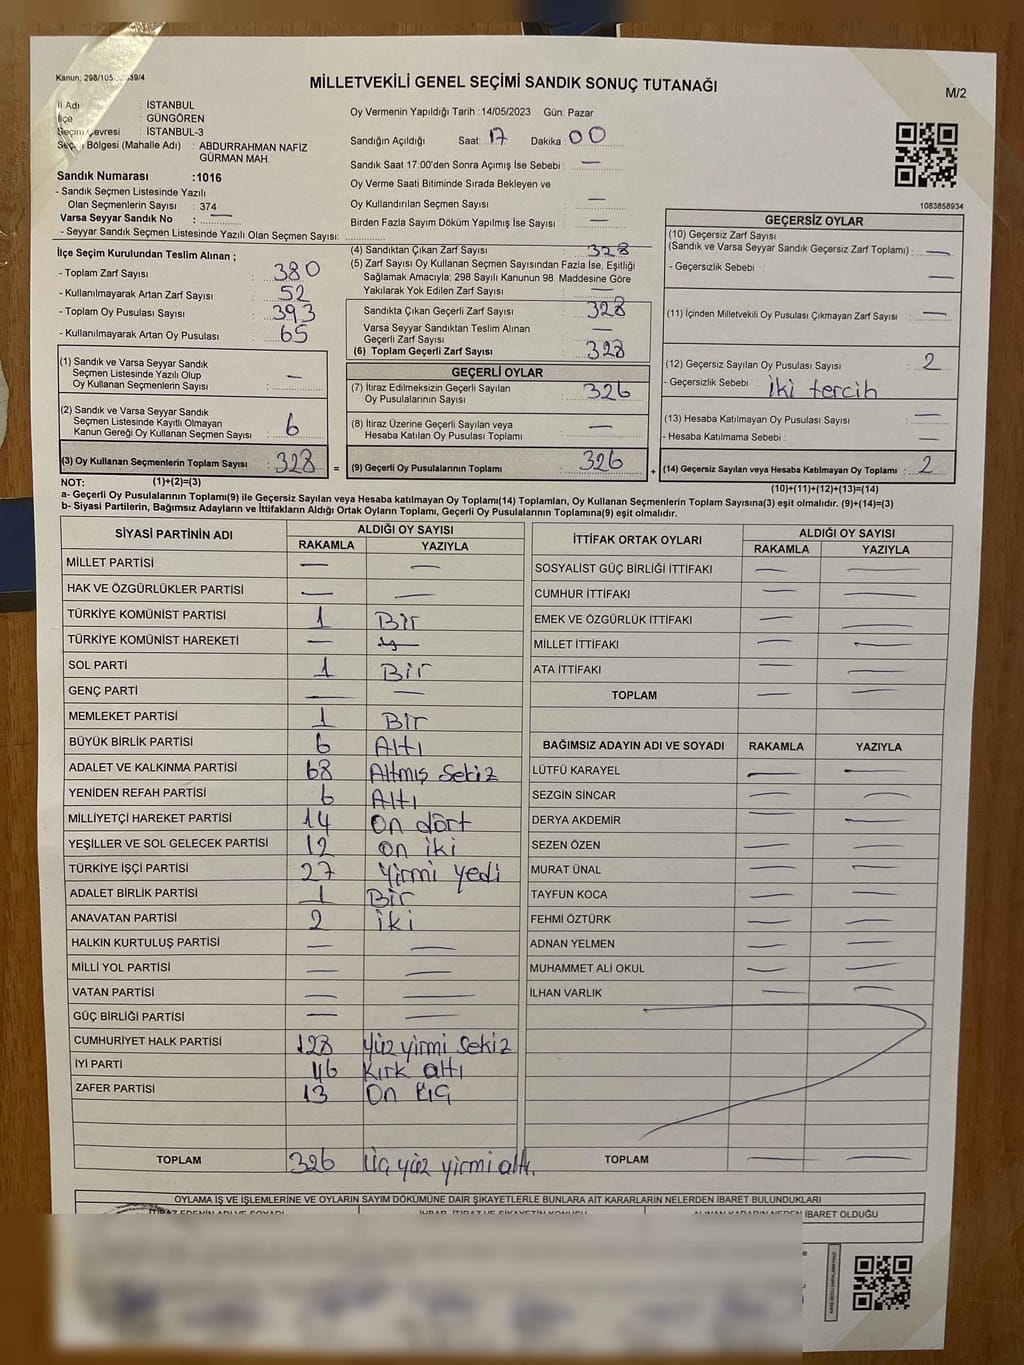 Kanun: 298/105
39/4
MİLLETVEKİLİ GENEL SEÇİMİ SANDIK SONUÇ TUTANAĞI
M/2
İl Adı : İSTANBUL
İlçe : GÜNGÖREN
Seçim Çevresi : İSTANBUL-3
Seçim Bölgesi (Mahalle Adı) : ABDURRAHMAN NAFİZ
GÜRMAN MAH.
Sandık Numarası :1016
- Sandık Seçmen Listesinde Yazılı
Olan Seçmenlerin Sayısı : 374
Varsa Seyyar Sandık No : —
- Seyyar Sandık Seçmen Listesinde Yazılı Olan Seçmen Sayısı:
Oy Vermenin Yapıldığı Tarih :14/05/2023 Gün: Pazar
Sandığın Açıldığı Saat: 17 Dakika : 00
Sandık Saat 17:00'den Sonra Açımış İse Sebebi : —
Oy Verme Saati Bitiminde Sırada Bekleyen ve
Oy Kullandırılan Seçmen Sayısı : —
Birden Fazla Sayım Döküm Yapılmış İse Sayısı : —
1083858934
İlçe Seçim Kurulundan Teslim Alınan ;
- Toplam Zarf Sayısı : 380
- Kullanılmayarak Artan Zarf Sayısı : 52
- Toplam Oy Pusulası Sayısı : 393
- Kullanılmayarak Artan Oy Pusulası : 65
(4) Sandıktan Çıkan Zarf Sayısı : 328
(5) Zarf Sayısı Oy Kullanan Seçmen Sayısından Fazla İse, Eşitliği
Sağlamak Amacıyla; 298 Sayılı Kanunun 98. Maddesine Göre
Yakılarak Yok Edilen Zarf Sayısı : —
Sandıkta Çıkan Geçerli Zarf Sayısı : 328
Varsa Seyyar Sandıktan Teslim Alınan
Geçerli Zarf Sayısı : —
(6) Toplam Geçerli Zarf Sayısı : 328
GEÇERSİZ OYLAR
(10) Geçersiz Zarf Sayısı
(Sandık ve Varsa Seyyar Sandık Geçersiz Zarf Toplamı) : —
- Geçersizlik Sebebi : —
(11) İçinden Milletvekili Oy Pusulası Çıkmayan Zarf Sayısı : —
(12) Geçersiz Sayılan Oy Pusulası Sayısı : 2
- Geçersizlik Sebebi : İki tercih
(13) Hesaba Katılmayan Oy Pusulası Sayısı : —
- Hesaba Katılmama Sebebi : —
(14) Geçersiz Sayılan veya Hesaba Katılmayan Oy Toplamı : 2
(10)+(11)+(12)+(13)=(14)
(1) Sandık ve Varsa Seyyar Sandık
Seçmen Listesinde Yazılı Olup
Oy Kullanan Seçmenlerin Sayısı : —
(2) Sandık ve Varsa Seyyar Sandık
Seçmen Listesinde Kayıtlı Olmayan
Kanun Gereği Oy Kullanan Seçmen Sayısı : 6
(3) Oy Kullanan Seçmenlerin Toplam Sayısı : 328 =
GEÇERLİ OYLAR
(7) İtiraz Edilmeksizin Geçerli Sayılan
Oy Pusulalarının Sayısı : 326
(8) İtiraz Üzerine Geçerli Sayılan veya
Hesaba Katılan Oy Pusulası Toplamı : —
(9) Geçerli Oy Pusulalarının Toplamı : 326 +
NOT: (1)+(2)=(3)
a- Geçerli Oy Pusulalarının Toplamı(9) ile Geçersiz Sayılan veya Hesaba katılmayan Oy Toplamı(14) Toplamları, Oy Kullanan Seçmenlerin Toplam Sayısına(3) eşit olmalıdır. (9)+(14)=(3)
b- Siyasi Partilerin, Bağımsız Adayların ve İttifakların Aldığı Ortak Oyların Toplamı, Geçerli Oy Pusulalarının Toplamına(9) eşit olmalıdır.
SİYASİ PARTİNİN ADI ALDIĞI OY SAYISI
RAKAMLA YAZIYLA
MİLLET PARTİSİ — —
HAK VE ÖZGÜRLÜKLER PARTİSİ — —
TÜRKİYE KOMÜNİST PARTİSİ 1 Bir
TÜRKİYE KOMÜNİST HAREKETİ — —
SOL PARTİ 1 Bir
GENÇ PARTİ — —
MEMLEKET PARTİSİ 1 Bir
BÜYÜK BİRLİK PARTİSİ 6 Altı
ADALET VE KALKINMA PARTİSİ 68 Altmış Sekiz
YENİDEN REFAH PARTİSİ 6 Altı
MİLLİYETÇİ HAREKET PARTİSİ 14 On dört
YEŞİLLER VE SOL GELECEK PARTİSİ 12 On iki
TÜRKİYE İŞÇİ PARTİSİ 27 Yirmi yedi
ADALET BİRLİK PARTİSİ 1 Bir
ANAVATAN PARTİSİ 2 iki
HALKIN KURTULUŞ PARTİSİ — —
MİLLİ YOL PARTİSİ — —
VATAN PARTİSİ — —
GÜÇ BİRLİĞİ PARTİSİ — —
CUMHURİYET HALK PARTİSİ 128 Yüz yirmi sekiz
İYİ PARTİ 46 Kırk altı
ZAFER PARTİSİ 13 On üç
TOPLAM 326 Üç yüz yirmi altı.
İTTİFAK ORTAK OYLARI ALDIĞI OY SAYISI
RAKAMLA YAZIYLA
SOSYALİST GÜÇ BİRLİĞİ İTTİFAKI — —
CUMHUR İTTİFAKI — —
EMEK VE ÖZGÜRLÜK İTTİFAKI — —
MİLLET İTTİFAKI — —
ATA İTTİFAKI — —
TOPLAM — —
BAĞIMSIZ ADAYIN ADI VE SOYADI RAKAMLA YAZIYLA
LÜTFÜ KARAYEL — —
SEZGİN SİNCAR — —
DERYA AKDEMİR — —
SEZEN ÖZEN — —
MURAT ÜNAL — —
TAYFUN KOCA — —
FEHMİ ÖZTÜRK — —
ADNAN YELMEN — —
MUHAMMET ALİ OKUL — —
İLHAN VARLIK — —
TOPLAM — —
OYLAMA İŞ VE İŞLEMLERİNE VE OYLARIN SAYIM DÖKÜMÜNE DAİR ŞİKAYETLERLE BUNLARA AİT KARARLARIN NELERDEN İBARET BULUNDUKLARI
İTİRAZ EDENİN ADI VE SOYADI İHBAR, İTİRAZ VE ŞİKAYETİN KONUSU ALINAN KARARIN NEDEN İBARET OLDUĞU